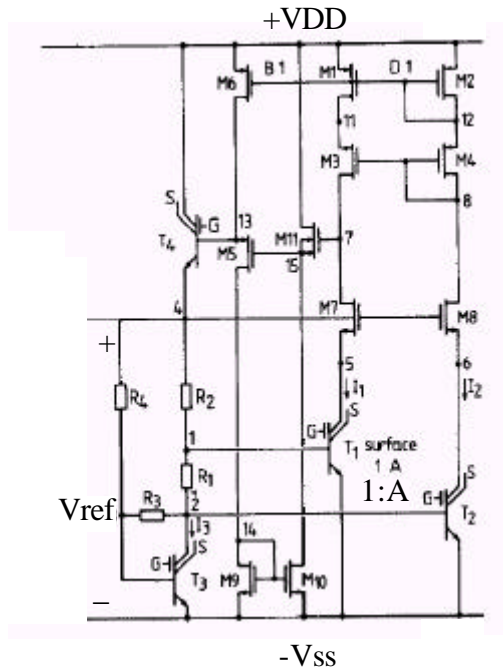 +VDD
M6 B1 M1 D1 M2
11 12
M3 M4
8
S
G 13
T4 M5 M11 7
15
4 M7 M8
+
5 6
R4 R2 I1 I2
S S
1 G T1 surface
1 A
R1 1:A G T2
Vref R3 2
I3
S 14
G T3 M9 M10
−
-Vss